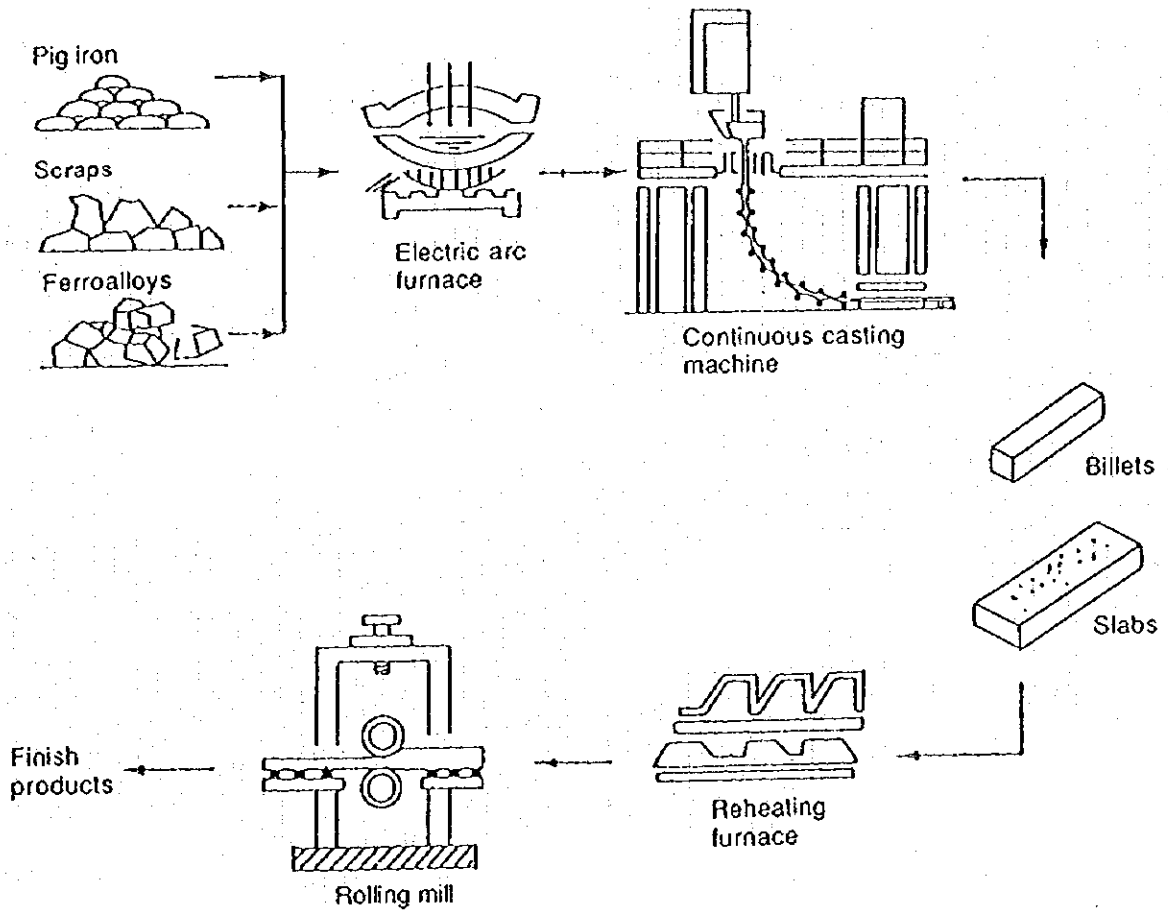 Pig iron
Scraps
Ferroalloys
Electric arc
furnace
Continuous casting
machine
Billets
Slabs
Reheating
furnace
Rolling mill
Finish
products